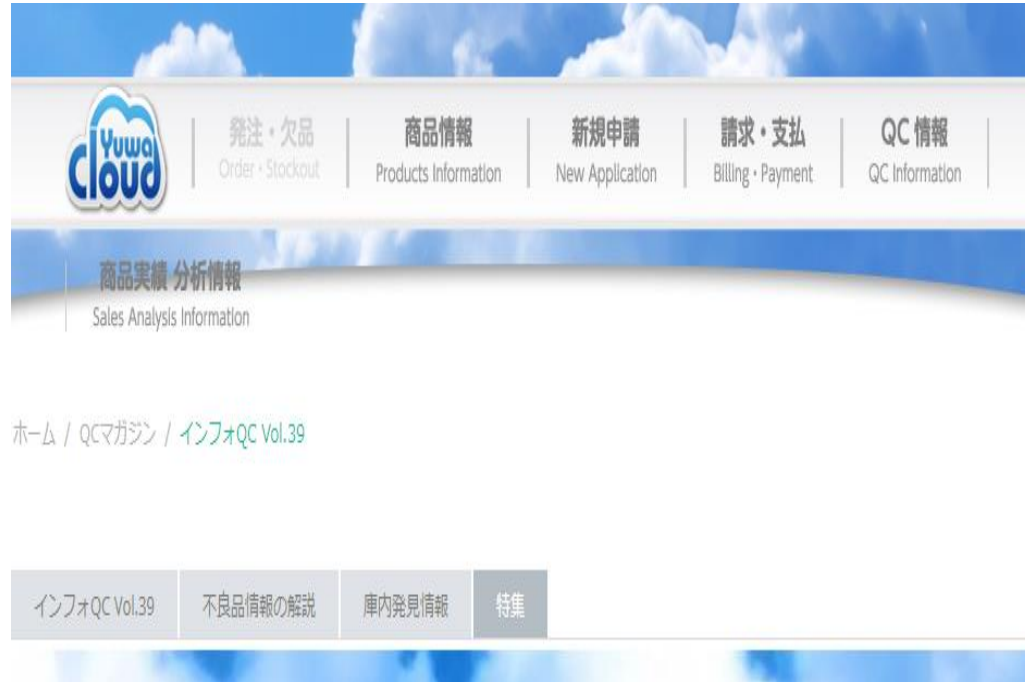 Yuwa
cloud
発注・欠品
Order・Stockout
商品情報
Products Information
新規申請
New Application
請求・支払
Billing・Payment
QC 情報
QC Information
商品実績 分析情報
Sales Analysis Information
ホーム / QCマガジン / インフォQC Vol.39
インフォQC Vol.39 不良品情報の解説 庫内発見情報 特集